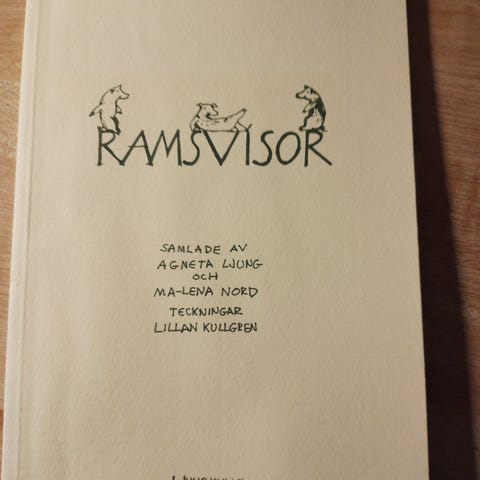 RAMSVISOR
SAMLADE AV
AGNETA LJUNG
OCH
MA-LENA NORD
TECKNINGAR
LILLAN KULLGREN